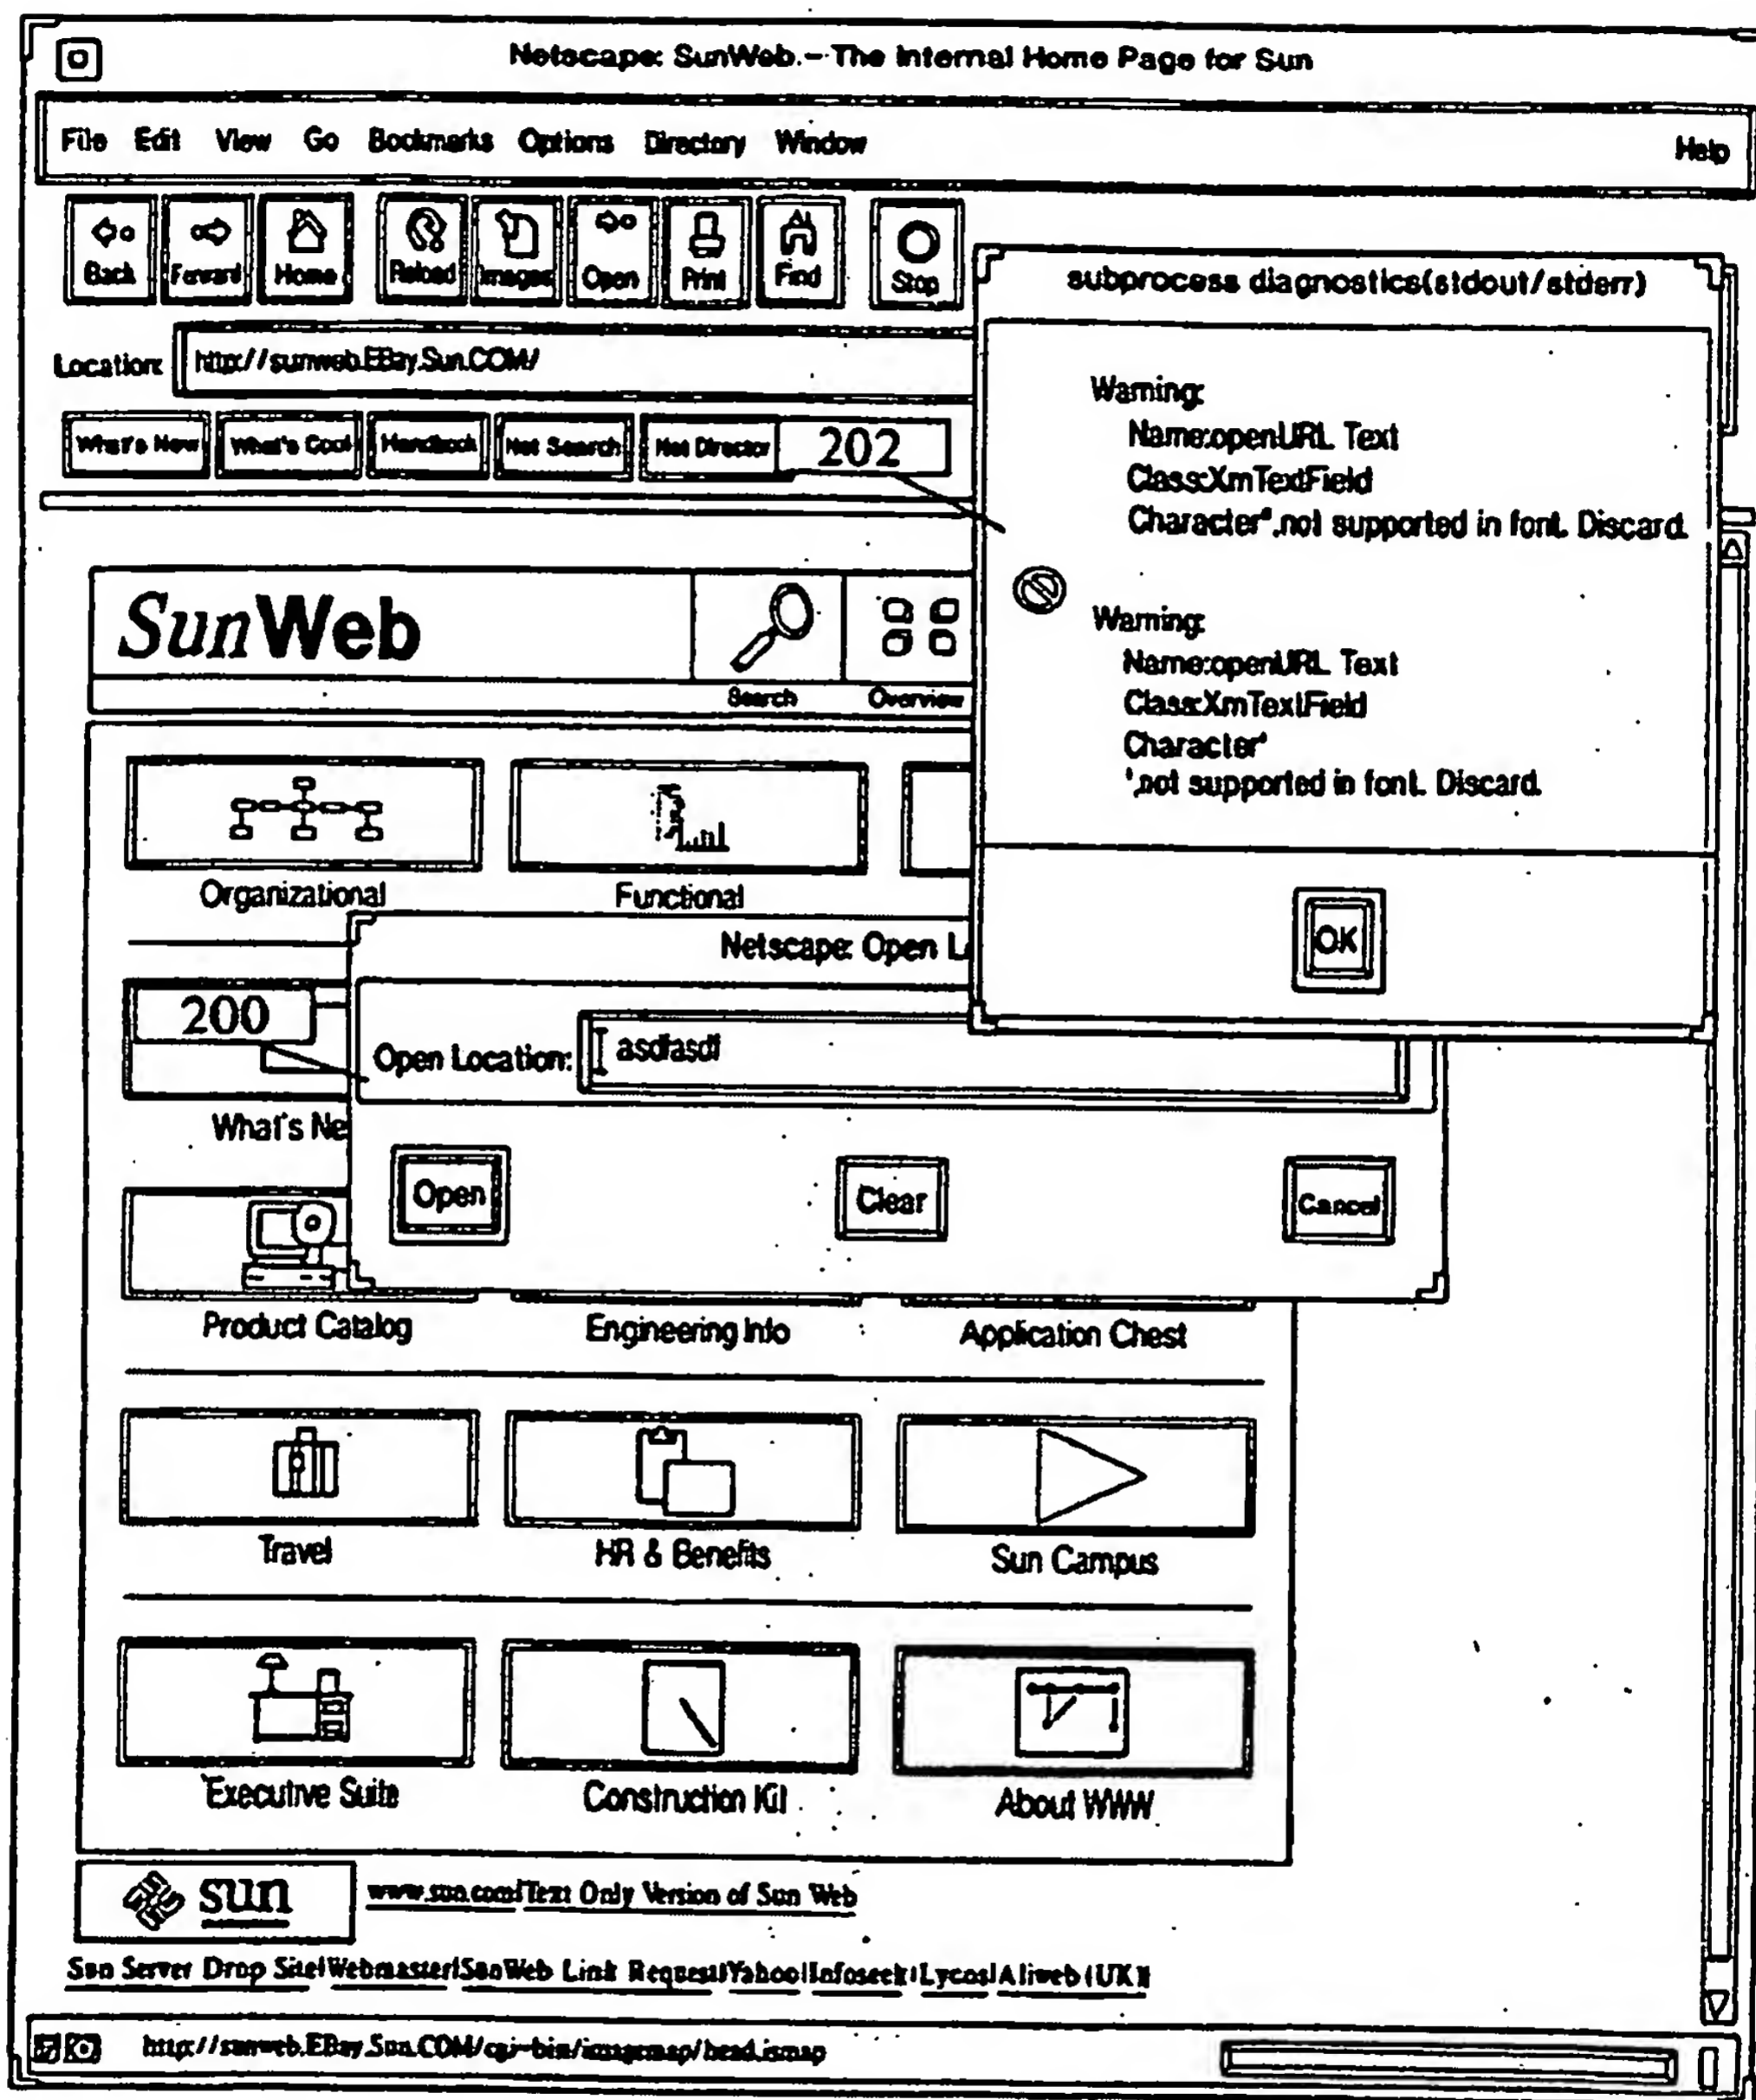 Netscape: SunWeb.–The Internal Home Page for Sun
File Edit View Go Bookmarks Options Directory Window Help
Back Forward Home Reload Images Open Print Find Stop
subprocess diagnostics(stdout/stderr)
Location: http://sunweb.EBay.Sun.COM/
What's New What's Cool Handbook Net Search Net Director 202
Warning:
Name:openURL Text
Class:XmTextField
Character",not supported in font. Discard.
SunWeb
Search Overview
Warning:
Name:openURL Text
Class:XmTextField
Character'
',not supported in font. Discard.
Organizational Functional
OK
Netscape: Open L
200
Open Location: asdfasdf
What's Ne
Open Clear Cancel
Product Catalog Engineering Info Application Chest
Travel HR & Benefits Sun Campus
Executive Suite Construction Kit About WWW
sun www.sun.com|Text Only Version of Sun Web
Sun Server Drop Site|Webmaster|SunWeb Link Request|Yahoo|Infoseek|Lycos|Aliweb(UK)|
http://sunweb.EBay.Sun.COM/cgi-bin/imagemap/head.ismap